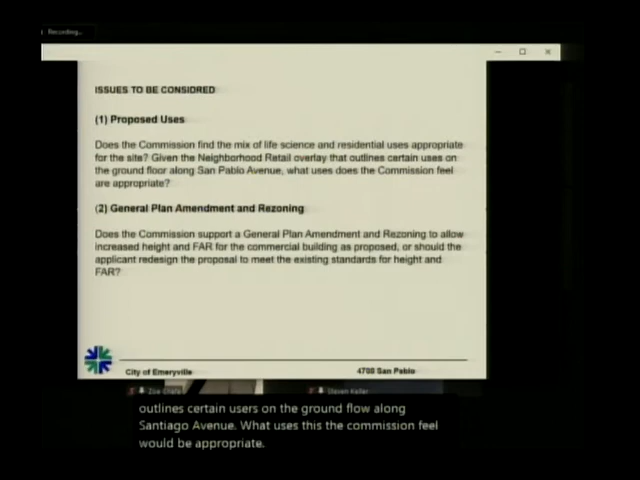 Recording...
ISSUES TO BE CONSIDRED
(1) Proposed Uses
Does the Commission find the mix of life science and residential uses appropriate
for the site? Given the Neighborhood Retail overlay that outlines certain uses on
the ground floor along San Pablo Avenue, what uses does the Commission feel
are appropriate?
(2) General Plan Amendment and Rezoning
Does the Commission support a General Plan Amendment and Rezoning to allow
increased height and FAR for the commercial building as proposed, or should the
applicant redesign the proposal to meet the existing standards for height and
FAR?
City of Emeryville
4700 San Pablo
Steven Keller
outlines certain users on the ground flow along
Santiago Avenue. What uses this the commission feel
would be appropriate.